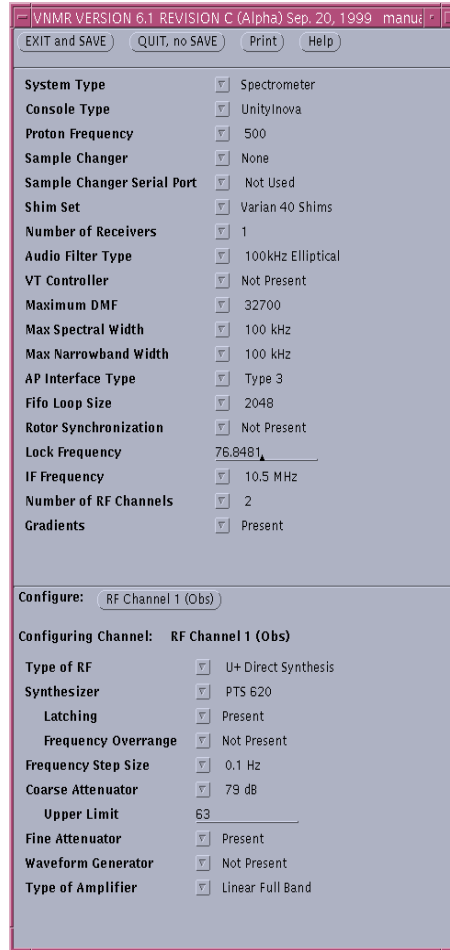 VNMR VERSION 6.1 REVISION C (Alpha) Sep. 20, 1999 manu
EXIT and SAVE QUIT, no SAVE Print Help
System Type Spectrometer
Console Type UnityInova
Proton Frequency 500
Sample Changer None
Sample Changer Serial Port Not Used
Shim Set Varian 40 Shims
Number of Receivers 1
Audio Filter Type 100kHz Elliptical
VT Controller Not Present
Maximum DMF 32700
Max Spectral Width 100 kHz
Max Narrowband Width 100 kHz
AP Interface Type Type 3
Fifo Loop Size 2048
Rotor Synchronization Not Present
Lock Frequency 76.8481
IF Frequency 10.5 MHz
Number of RF Channels 2
Gradients Present
Configure: RF Channel 1 (Obs)
Configuring Channel: RF Channel 1 (Obs)
Type of RF U+ Direct Synthesis
Synthesizer PTS 620
Latching Present
Frequency Overrange Not Present
Frequency Step Size 0.1 Hz
Coarse Attenuator 79 dB
Upper Limit 63
Fine Attenuator Present
Waveform Generator Not Present
Type of Amplifier Linear Full Band